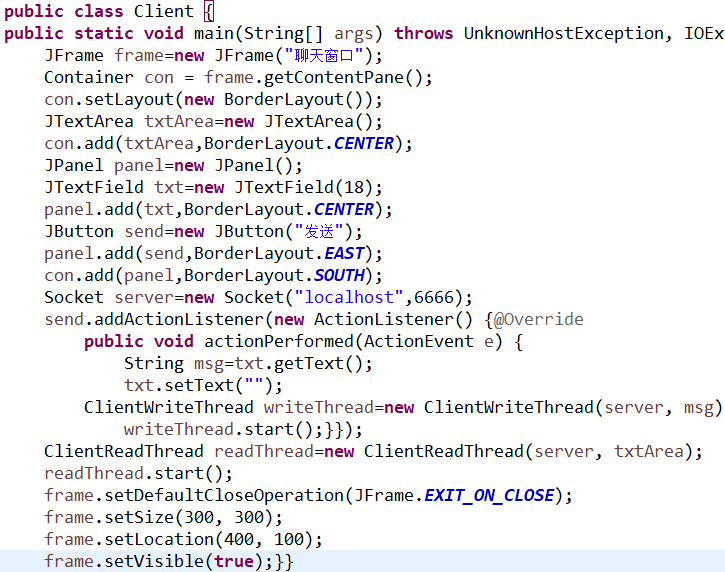 public class Client {
public static void main(String[] args) throws UnknownHostException, IOEx
JFrame frame=new JFrame("聊天窗口");
Container con = frame.getContentPane();
con.setLayout(new BorderLayout());
JTextArea txtArea=new JTextArea();
con.add(txtArea,BorderLayout.CENTER);
JPanel panel=new JPanel();
JTextField txt=new JTextField(18);
panel.add(txt,BorderLayout.CENTER);
JButton send=new JButton("发送");
panel.add(send,BorderLayout.EAST);
con.add(panel,BorderLayout.SOUTH);
Socket server=new Socket("localhost",6666);
send.addActionListener(new ActionListener() {@Override
public void actionPerformed(ActionEvent e) {
String msg=txt.getText();
txt.setText("");
ClientWriteThread writeThread=new ClientWriteThread(server, msg)
writeThread.start();}});
ClientReadThread readThread=new ClientReadThread(server, txtArea);
readThread.start();
frame.setDefaultCloseOperation(JFrame.EXIT_ON_CLOSE);
frame.setSize(300, 300);
frame.setLocation(400, 100);
frame.setVisible(true);}}